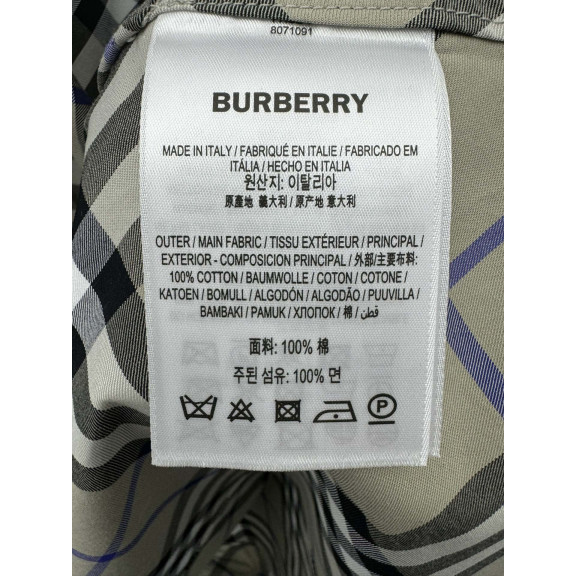 8071091
BURBERRY
MADE IN ITALY / FABRIQUÉ EN ITALIE / FABRICADO EM
ITÁLIA / HECHO EN ITALIA
원산지: 이탈리아
原產地 義大利 / 原产地 意大利
OUTER / MAIN FABRIC / TISSU EXTÉRIEUR / PRINCIPAL /
EXTERIOR - COMPOSICION PRINCIPAL / 外部/主要布料:
100% COTTON / BAUMWOLLE / COTON / COTONE /
KATOEN / BOMULL / ALGODÓN / ALGODÃO / PUUVILLA /
BAMBAKI / PAMUK / ХЛОПОК / 棉 / قطن
面料: 100% 棉
주된 섬유: 100% 면
P